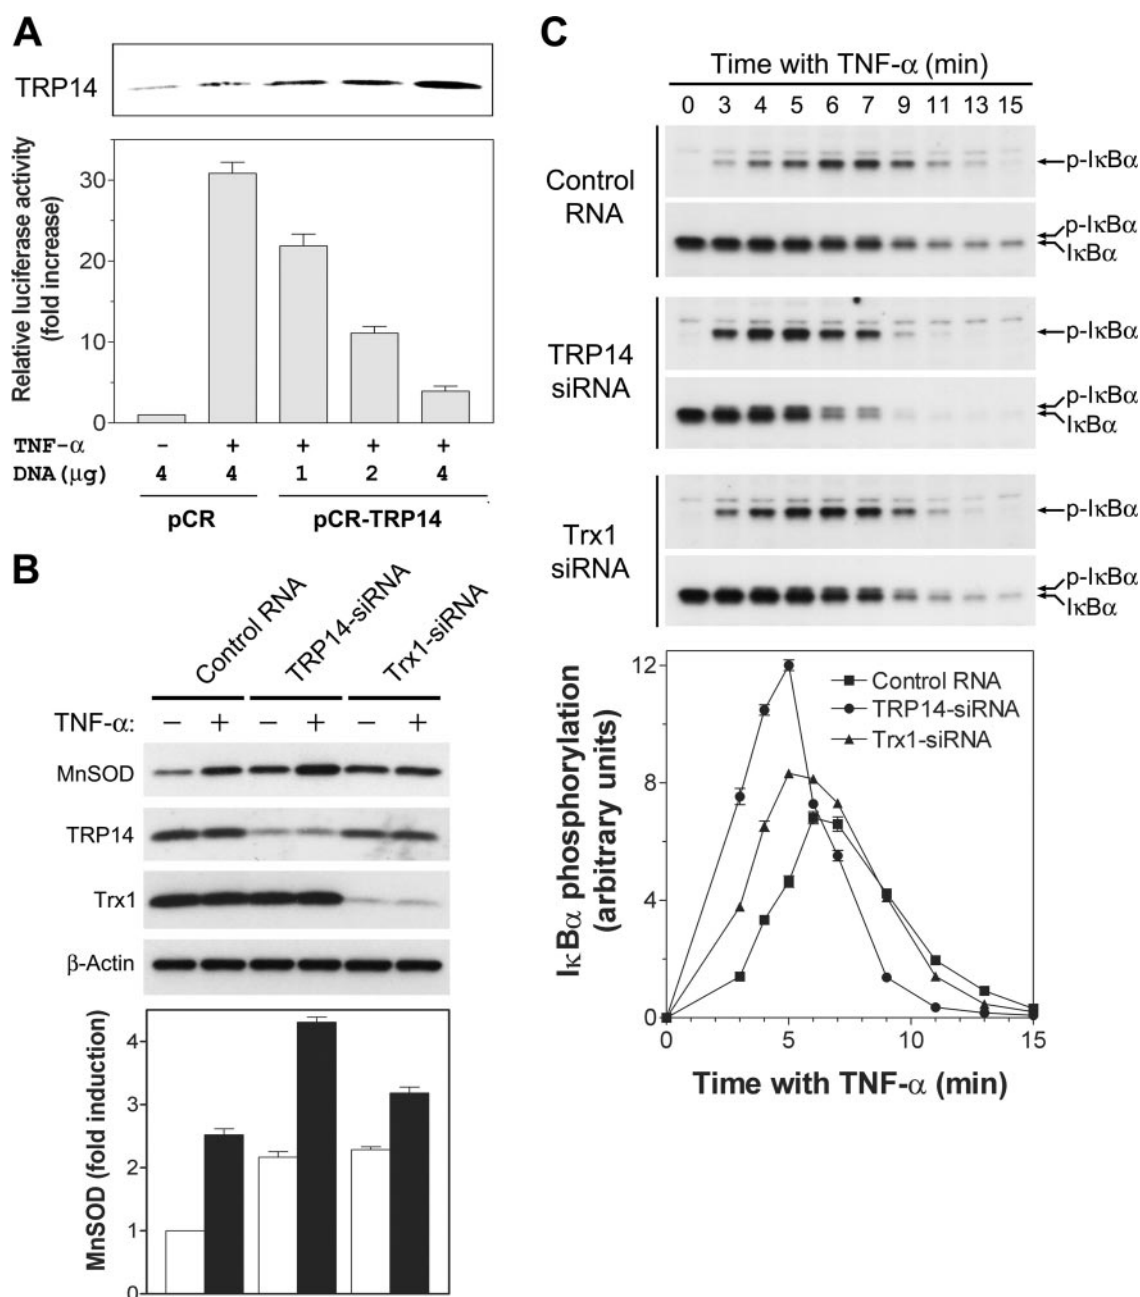 A
TRP14
Relative luciferase activity
(fold increase)
30
20
10
0
TNF-α − + + + +
DNA (μg) 4 4 1 2 4
pCR pCR-TRP14
B
Control RNA TRP14-siRNA Trx1-siRNA
TNF-α: − + − + − +
MnSOD
TRP14
Trx1
β-Actin
MnSOD (fold induction)
4
3
2
1
0
C
Time with TNF-α (min)
0 3 4 5 6 7 9 11 13 15
Control
RNA
p-IκBα
p-IκBα
IκBα
TRP14
siRNA
p-IκBα
p-IκBα
IκBα
Trx1
siRNA
p-IκBα
p-IκBα
IκBα
IκBα phosphorylation
(arbitrary units)
12
8
4
0
Control RNA
TRP14-siRNA
Trx1-siRNA
0 5 10 15
Time with TNF-α (min)